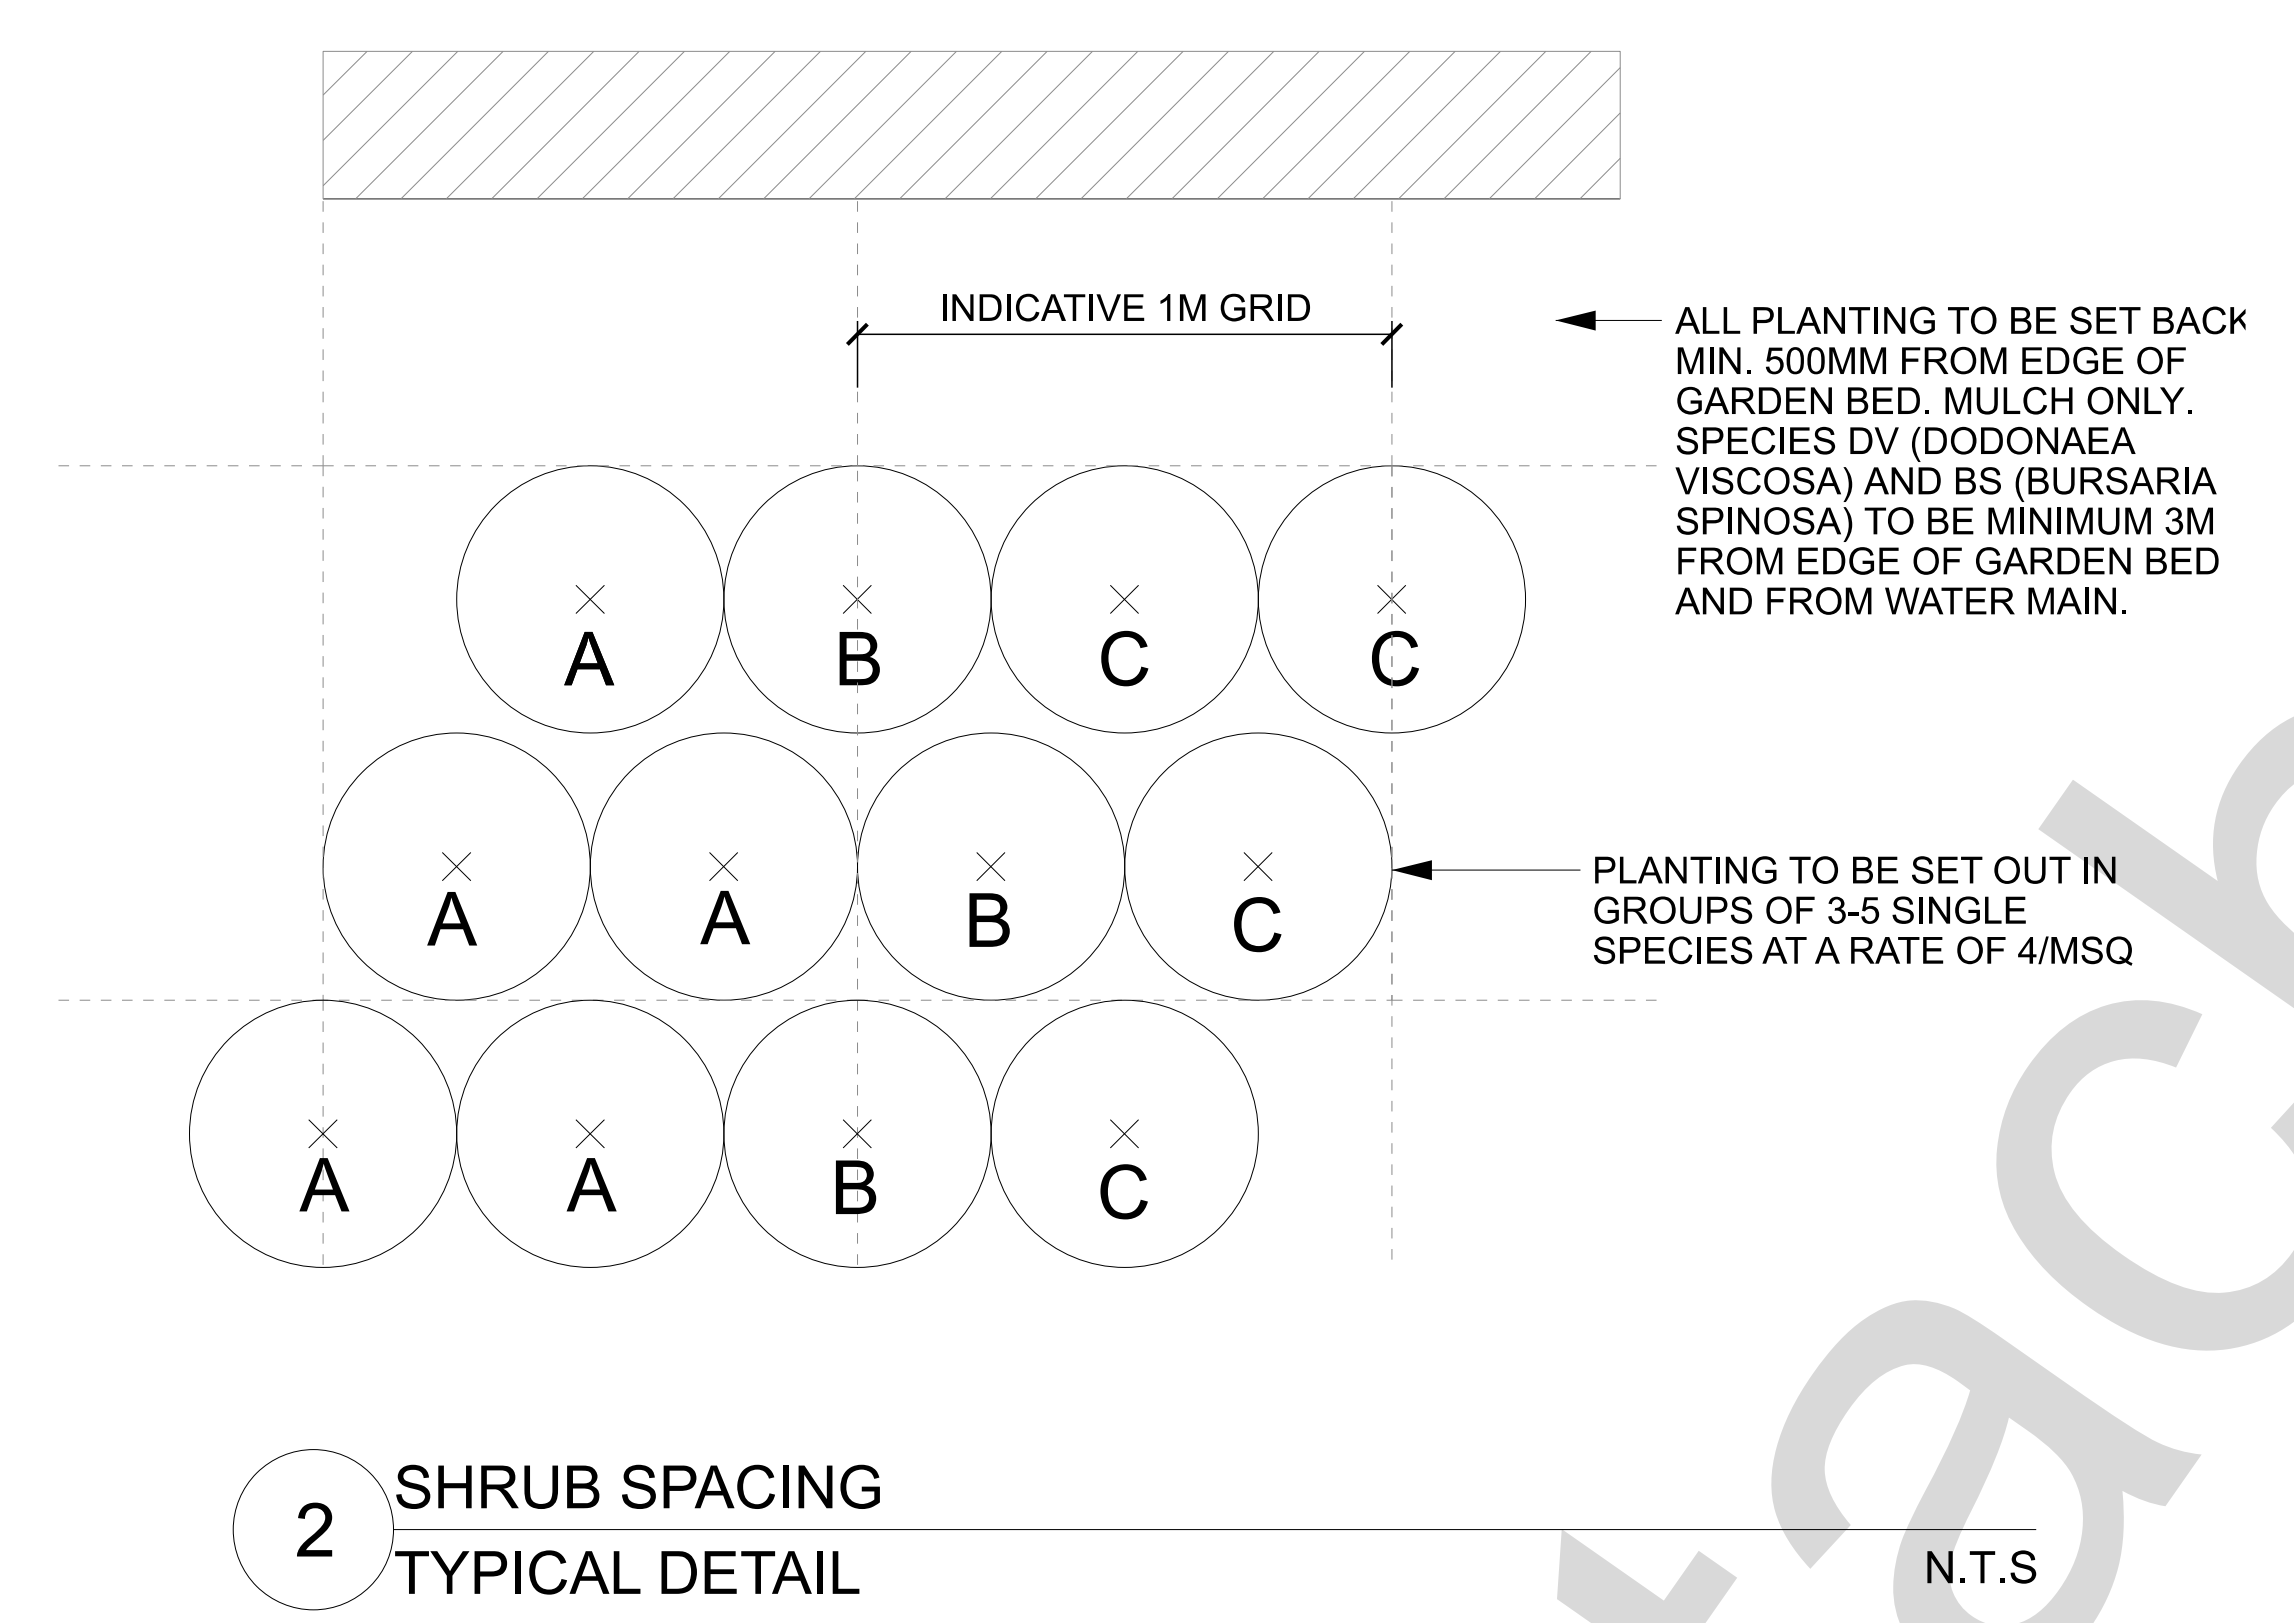 INDICATIVE 1M GRID
ALL PLANTING TO BE SET BACK
MIN. 500MM FROM EDGE OF
GARDEN BED. MULCH ONLY.
SPECIES DV (DODONAEA
VISCOSA) AND BS (BURSARIA
SPINOSA) TO BE MINIMUM 3M
FROM EDGE OF GARDEN BED
AND FROM WATER MAIN.
A B C C
A A B C
PLANTING TO BE SET OUT IN
GROUPS OF 3-5 SINGLE
SPECIES AT A RATE OF 4/MSQ
A A B C
2
SHRUB SPACING
TYPICAL DETAIL
N.T.S